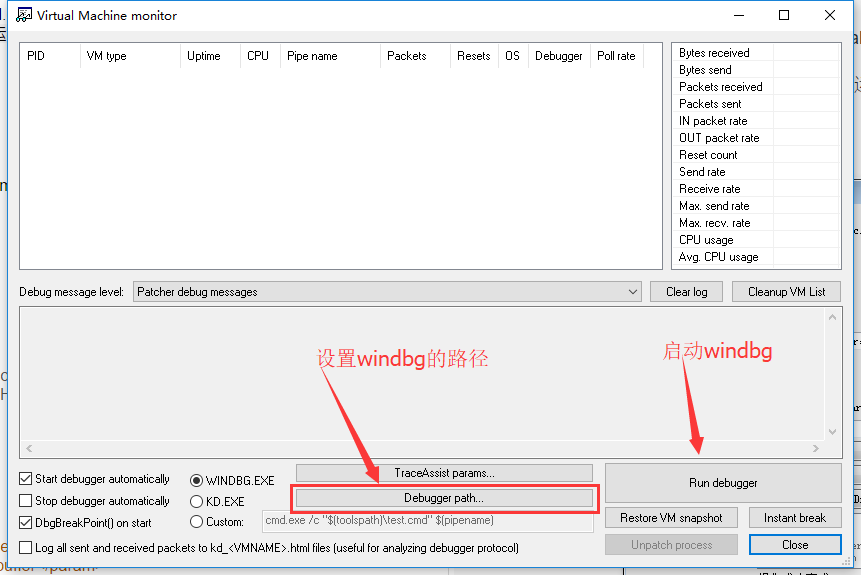 Virtual Machine monitor
PID VM type Uptime CPU Pipe name Packets Resets OS Debugger Poll rate
Bytes received
Bytes send
Packets received
Packets sent
IN packet rate
OUT packet rate
Reset count
Send rate
Receive rate
Max. send rate
Max. recv. rate
CPU usage
Avg. CPU usage
Debug message level: Patcher debug messages Clear log Cleanup VM List
设置windbg的路径
启动windbg
Start debugger automatically WINDBG.EXE TraceAssist params...
Stop debugger automatically KD.EXE Debugger path... Run debugger
DbgBreakPoint() on start Custom: cmd.exe /c "$(toolspath)\test.cmd" $(pipename) Restore VM snapshot Instant break
Log all sent and received packets to kd_<VMNAME>.html files (useful for analyzing debugger protocol) Unpatch process Close